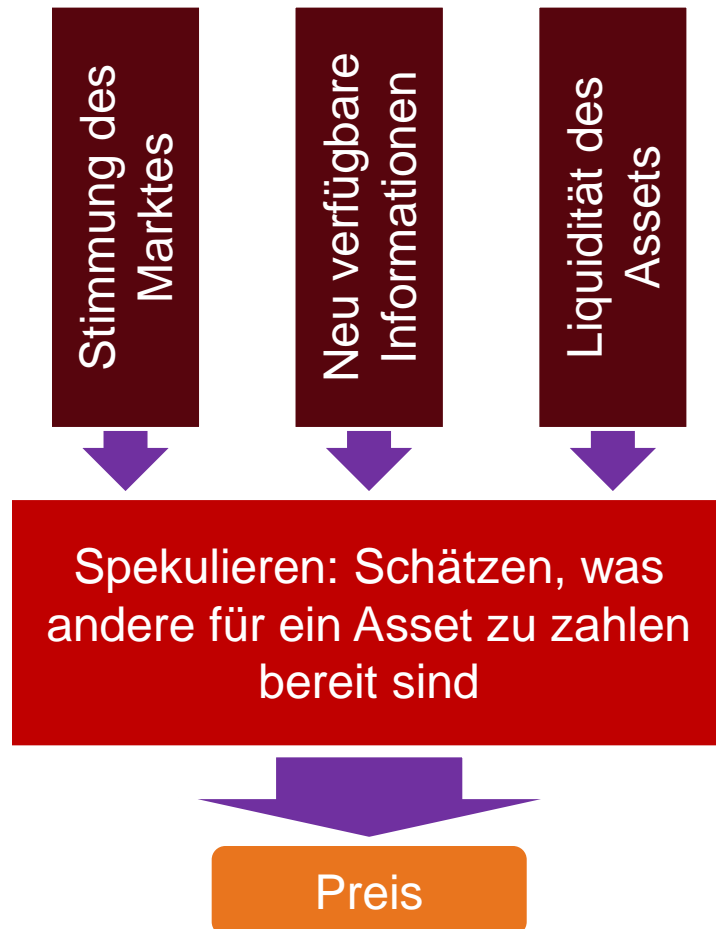 Stimmung des
Marktes
Neu verfügbare
Informationen
Liquidität des
Assets
Spekulieren: Schätzen, was
andere für ein Asset zu zahlen
bereit sind
Preis